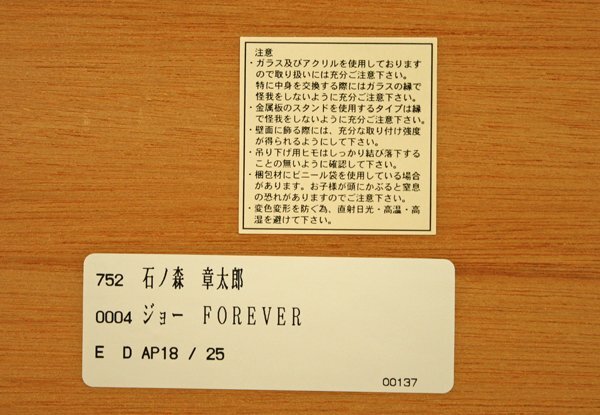 注意
・ガラス及びアクリルを使用しております
ので取り扱いには充分ご注意下さい。
特に中身を交換する際にはガラスの縁で
怪我をしないように充分ご注意下さい。
・金属板のスタンドを使用するタイプは縁
で怪我をしないように充分ご注意下さい。
・壁面に飾る際には、充分な取り付け強度
が得られるようにして下さい。
・吊り下げ用ヒモはしっかり結び落下する
ことの無いように確認して下さい。
・梱包材にビニール袋を使用している場合
があります。お子様が頭にかぶると窒息
の恐れがありますのでご注意下さい。
・変色変形を防ぐ為、直射日光・高温・高
湿を避けて下さい。
752 石ノ森 章太郎
0004 ジョー FOREVER
E D AP18 / 25
00137